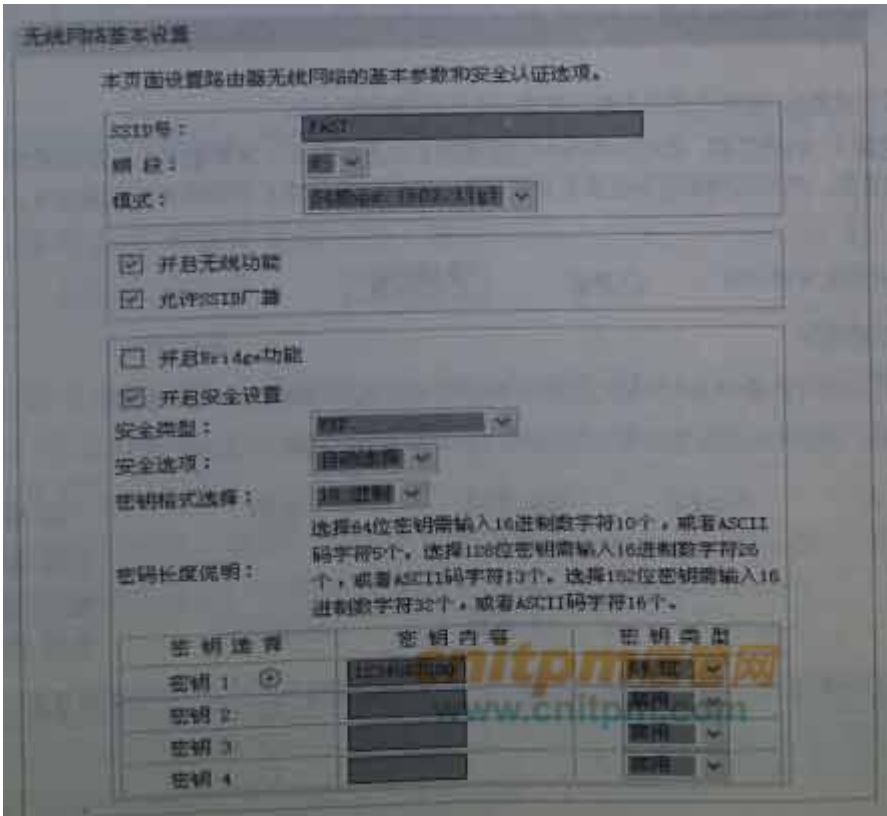 无线网络基本设置
本页面设置路由器无线网络的基本参数和安全认证选项。
SSID号： FAST
频 段：
模式：
开启无线功能
允许SSID广播
开启Bridge功能
开启安全设置
安全类型： WEP
安全选项： 自动选择
密钥格式选择： 16 进制
选择64位密钥需输入16进制数字符10个，或者ASCII
码字符5个。选择128位密钥需输入16进制数字符26
密码长度说明： 个，或者ASCII码字符13个。选择152位密钥需输入16
进制数字符32个，或者ASCII码字符16个。
密 钥 选 择 密 钥 内 容 密 钥 类 型
密钥 1：
密钥 2: 禁用
密钥 3 禁用
密钥 4 禁用
cnitpm
www.cnitpm.com